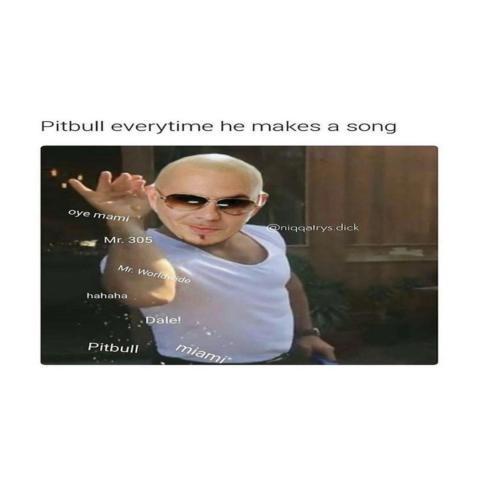 Pitbull everytime he makes a song
oye mami
@niqqatrys.dick
Mr. 305
Mr. Worldwide
hahaha
Dale!
Pitbull
miami